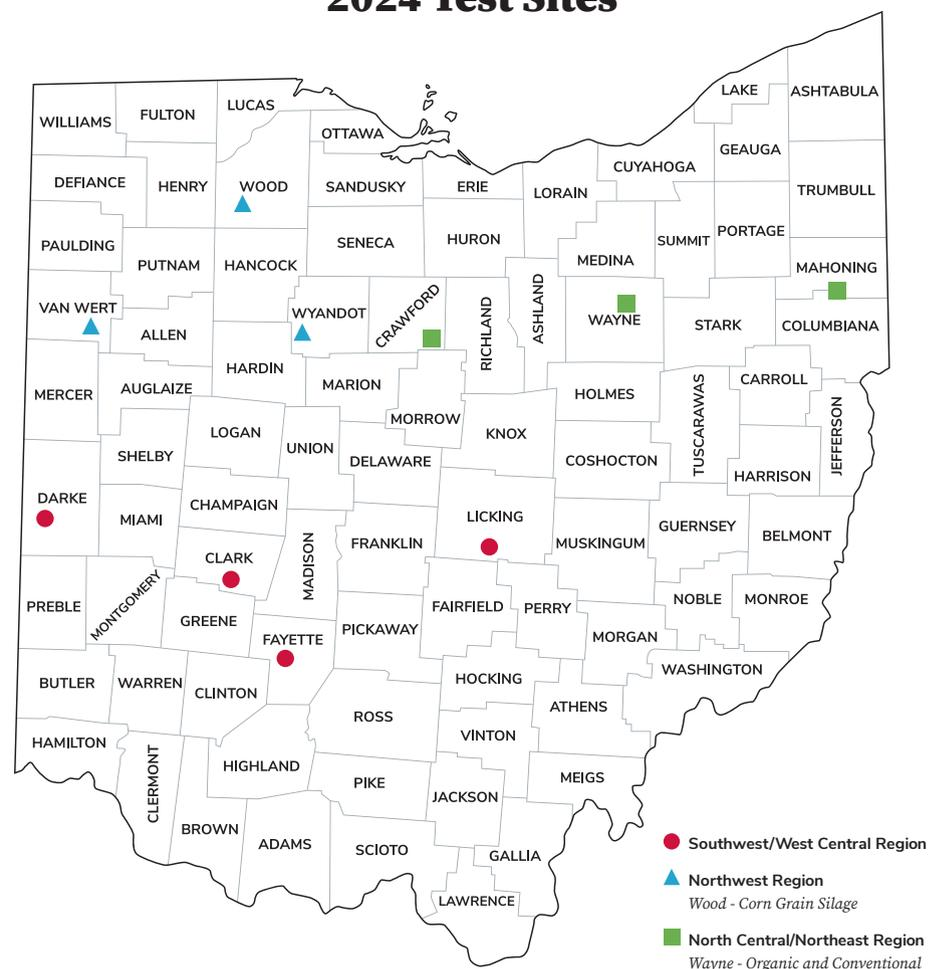 2024 Test Sites
LAKE
ASHTABULA
LUCAS
FULTON
WILLIAMS
OTTAWA
GEAUGA
CUYAHOGA
DEFIANCE
HENRY
WOOD
SANDUSKY
ERIE
LORAIN
TRUMBULL
PORTAGE
SUMMIT
PAULDING
SENECA
HURON
MEDINA
PUTNAM
HANCOCK
MAHONING
VAN WERT
WYANDOT
CRAWFORD
RICHLAND
ASHLAND
WAYNE
STARK
COLUMBIANA
ALLEN
HARDIN
MARION
CARROLL
MERCER
AUGLAIZE
HOLMES
TUSCARAWAS
JEFFERSON
MORROW
KNOX
LOGAN
UNION
SHELBY
DELAWARE
COSHOCTON
HARRISON
DARKE
CHAMPAIGN
LICKING
MIAMI
GUERNSEY
BELMONT
FRANKLIN
MUSKINGUM
CLARK
MADISON
PREBLE
MONTGOMERY
GREENE
FAIRFIELD
PERRY
NOBLE
MONROE
PICKAWAY
FAYETTE
MORGAN
WASHINGTON
BUTLER
WARREN
CLINTON
HOCKING
ATHENS
ROSS
VINTON
HAMILTON
CLERMONT
HIGHLAND
PIKE
JACKSON
MEIGS
BROWN
ADAMS
SCIOTO
GALLIA
LAWRENCE
Southwest/West Central Region
Northwest Region
Wood - Corn Grain Silage
North Central/Northeast Region
Wayne - Organic and Conventional